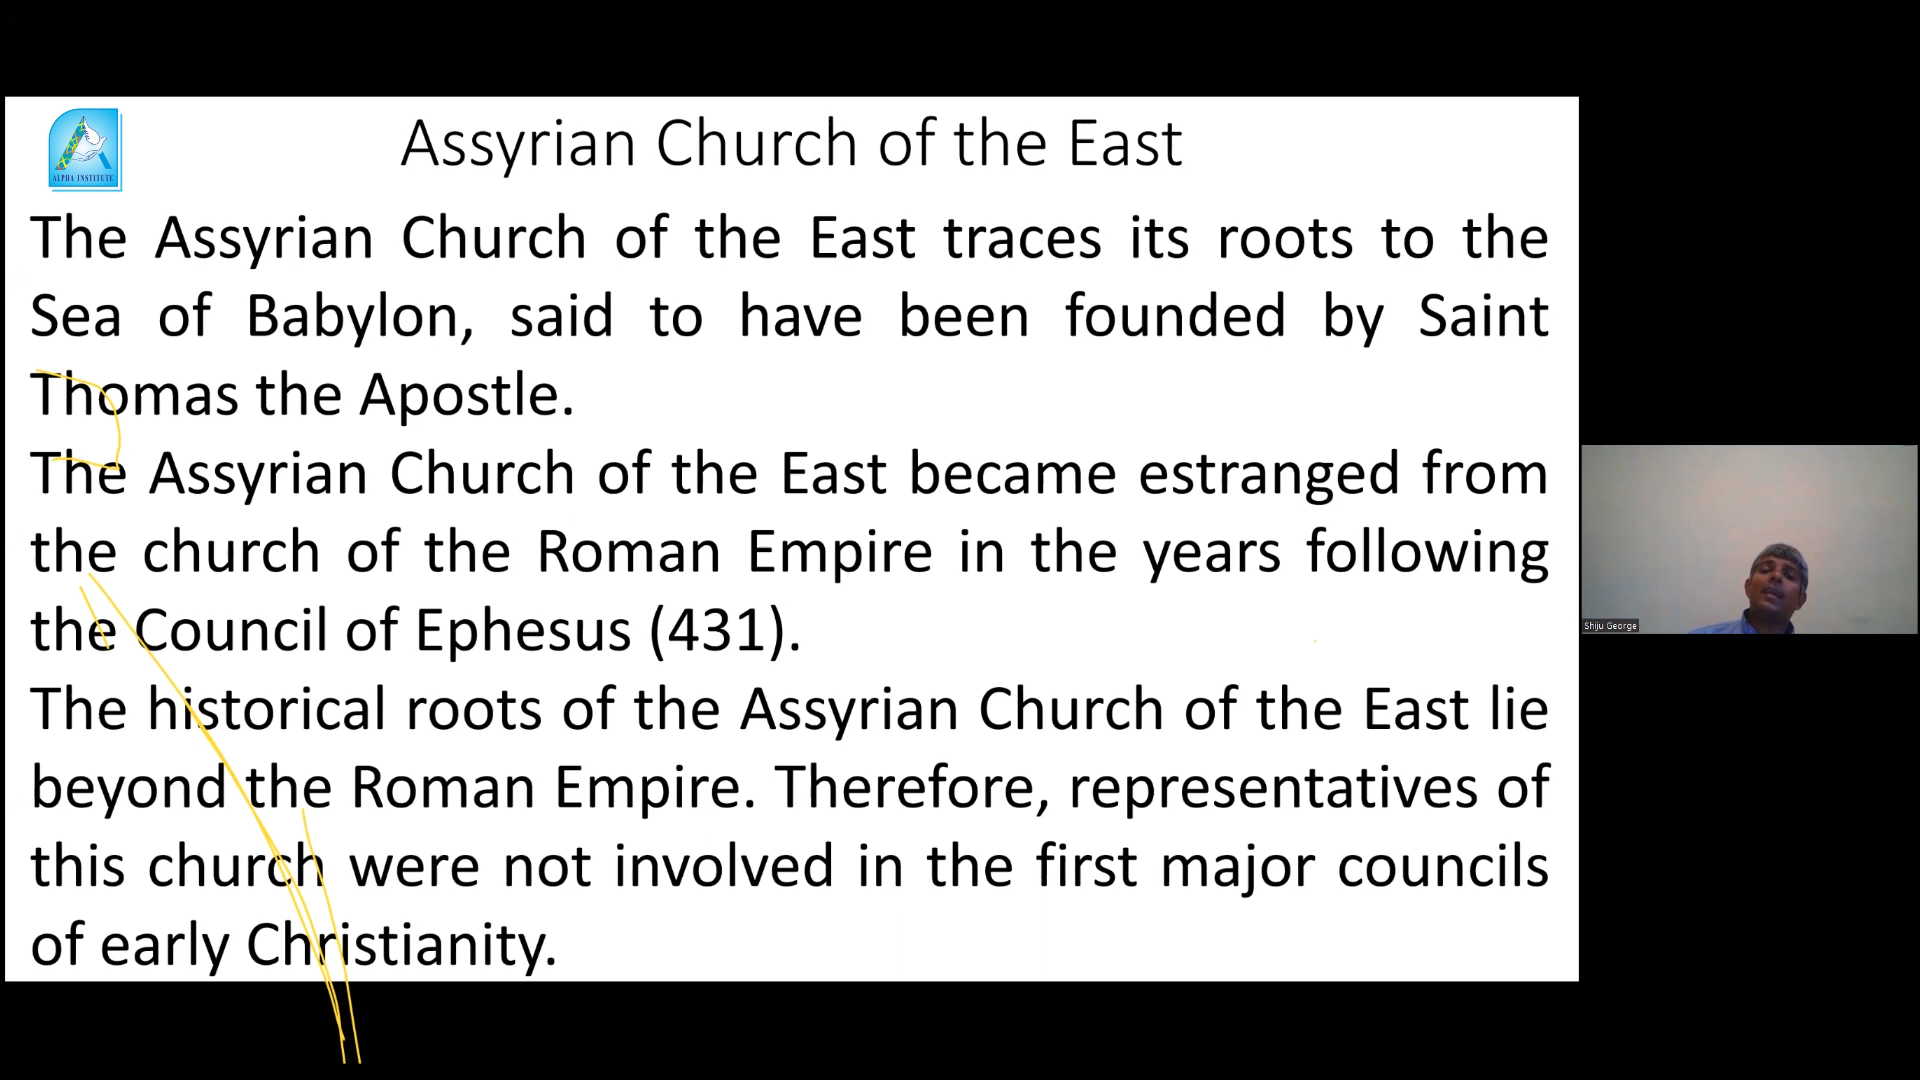 ALPHA INSTITUTE
Assyrian Church of the East
The Assyrian Church of the East traces its roots to the
Sea of Babylon, said to have been founded by Saint
Thomas the Apostle.
The Assyrian Church of the East became estranged from
the church of the Roman Empire in the years following
the Council of Ephesus (431).
The historical roots of the Assyrian Church of the East lie
beyond the Roman Empire. Therefore, representatives of
this church were not involved in the first major councils
of early Christianity.
Shiju George